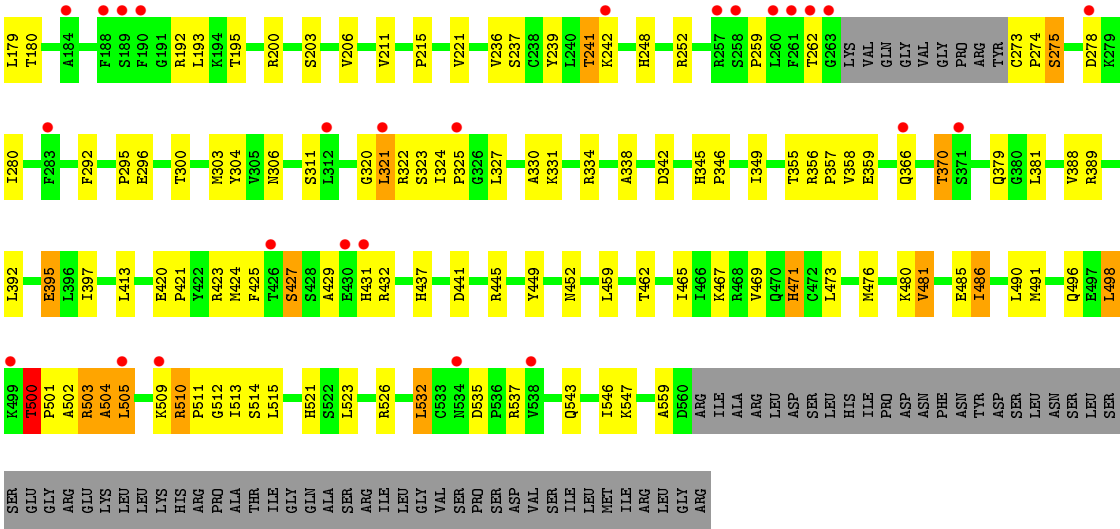 L179 T180 A184 F188 S189 F190 G191 R192 L193 K194 T195 R200 S203 V206 V211 P215 V221 V236 S237 C238 Y239 L240 T241 K242 H248 R252 R257 S258 P259 L260 F261 T262 G263 LYS VAL GLN GLY VAL GLY PRO ARG TYR C273 P274 S275 D278 K279
I280 F283 F292 P295 E296 T300 M303 Y304 V305 N306 S311 L312 G320 L321 R322 S323 I324 P325 G326 L327 A330 K331 R334 A338 D342 H345 P346 I349 T355 R356 P357 V358 E359 Q366 T370 S371 Q379 G380 L381 V388 R389
L392 E395 L396 I397 L413 E420 P421 Y422 R423 M424 F425 T426 S427 S428 A429 E430 H431 R432 H437 D441 R445 Y449 N452 L459 T462 I465 I466 K467 R468 V469 Q470 H471 C472 L473 M476 K480 V481 E485 I486 L490 M491 Q496 E497 L498
K499 T500 P501 A502 R503 A504 L505 K509 R510 P511 Q512 I513 S514 L515 H521 S522 L523 R526 L532 C533 N534 D535 P536 R537 V538 Q543 I546 K547 A559 D560 ARG ILE ALA ARG LEU ASP SER LEU HIS ILE PRO ASP ASN PHE ASN TYR ASP SER LEU ASN SER LEU SER
SER GLU GLY ARG GLU LYS LEU LEU LYS HIS ARG PRO ALA THR ILE GLY GLN ALA SER ARG ILE LEU GLY VAL SER PRO SER ASP VAL SER ILE LEU MET ILE ARG LEU GLY ARG